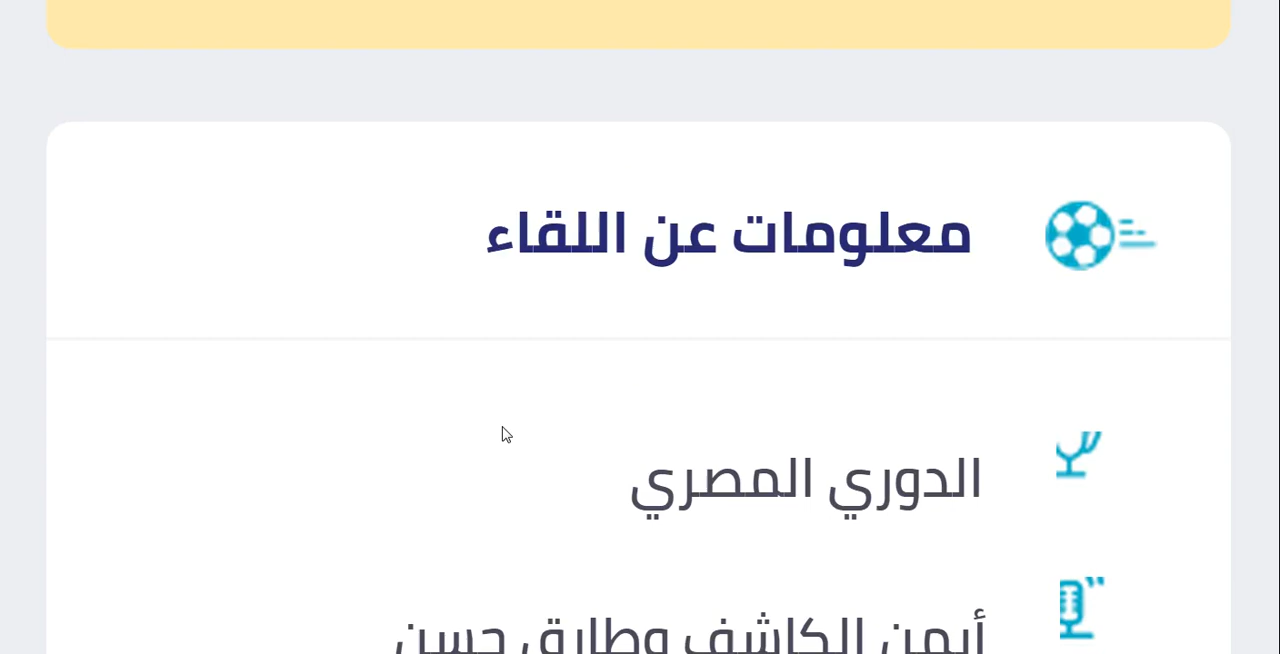 معلومات عن اللقاء
الدوري المصري
أيمن الكاشف وطارق حسن